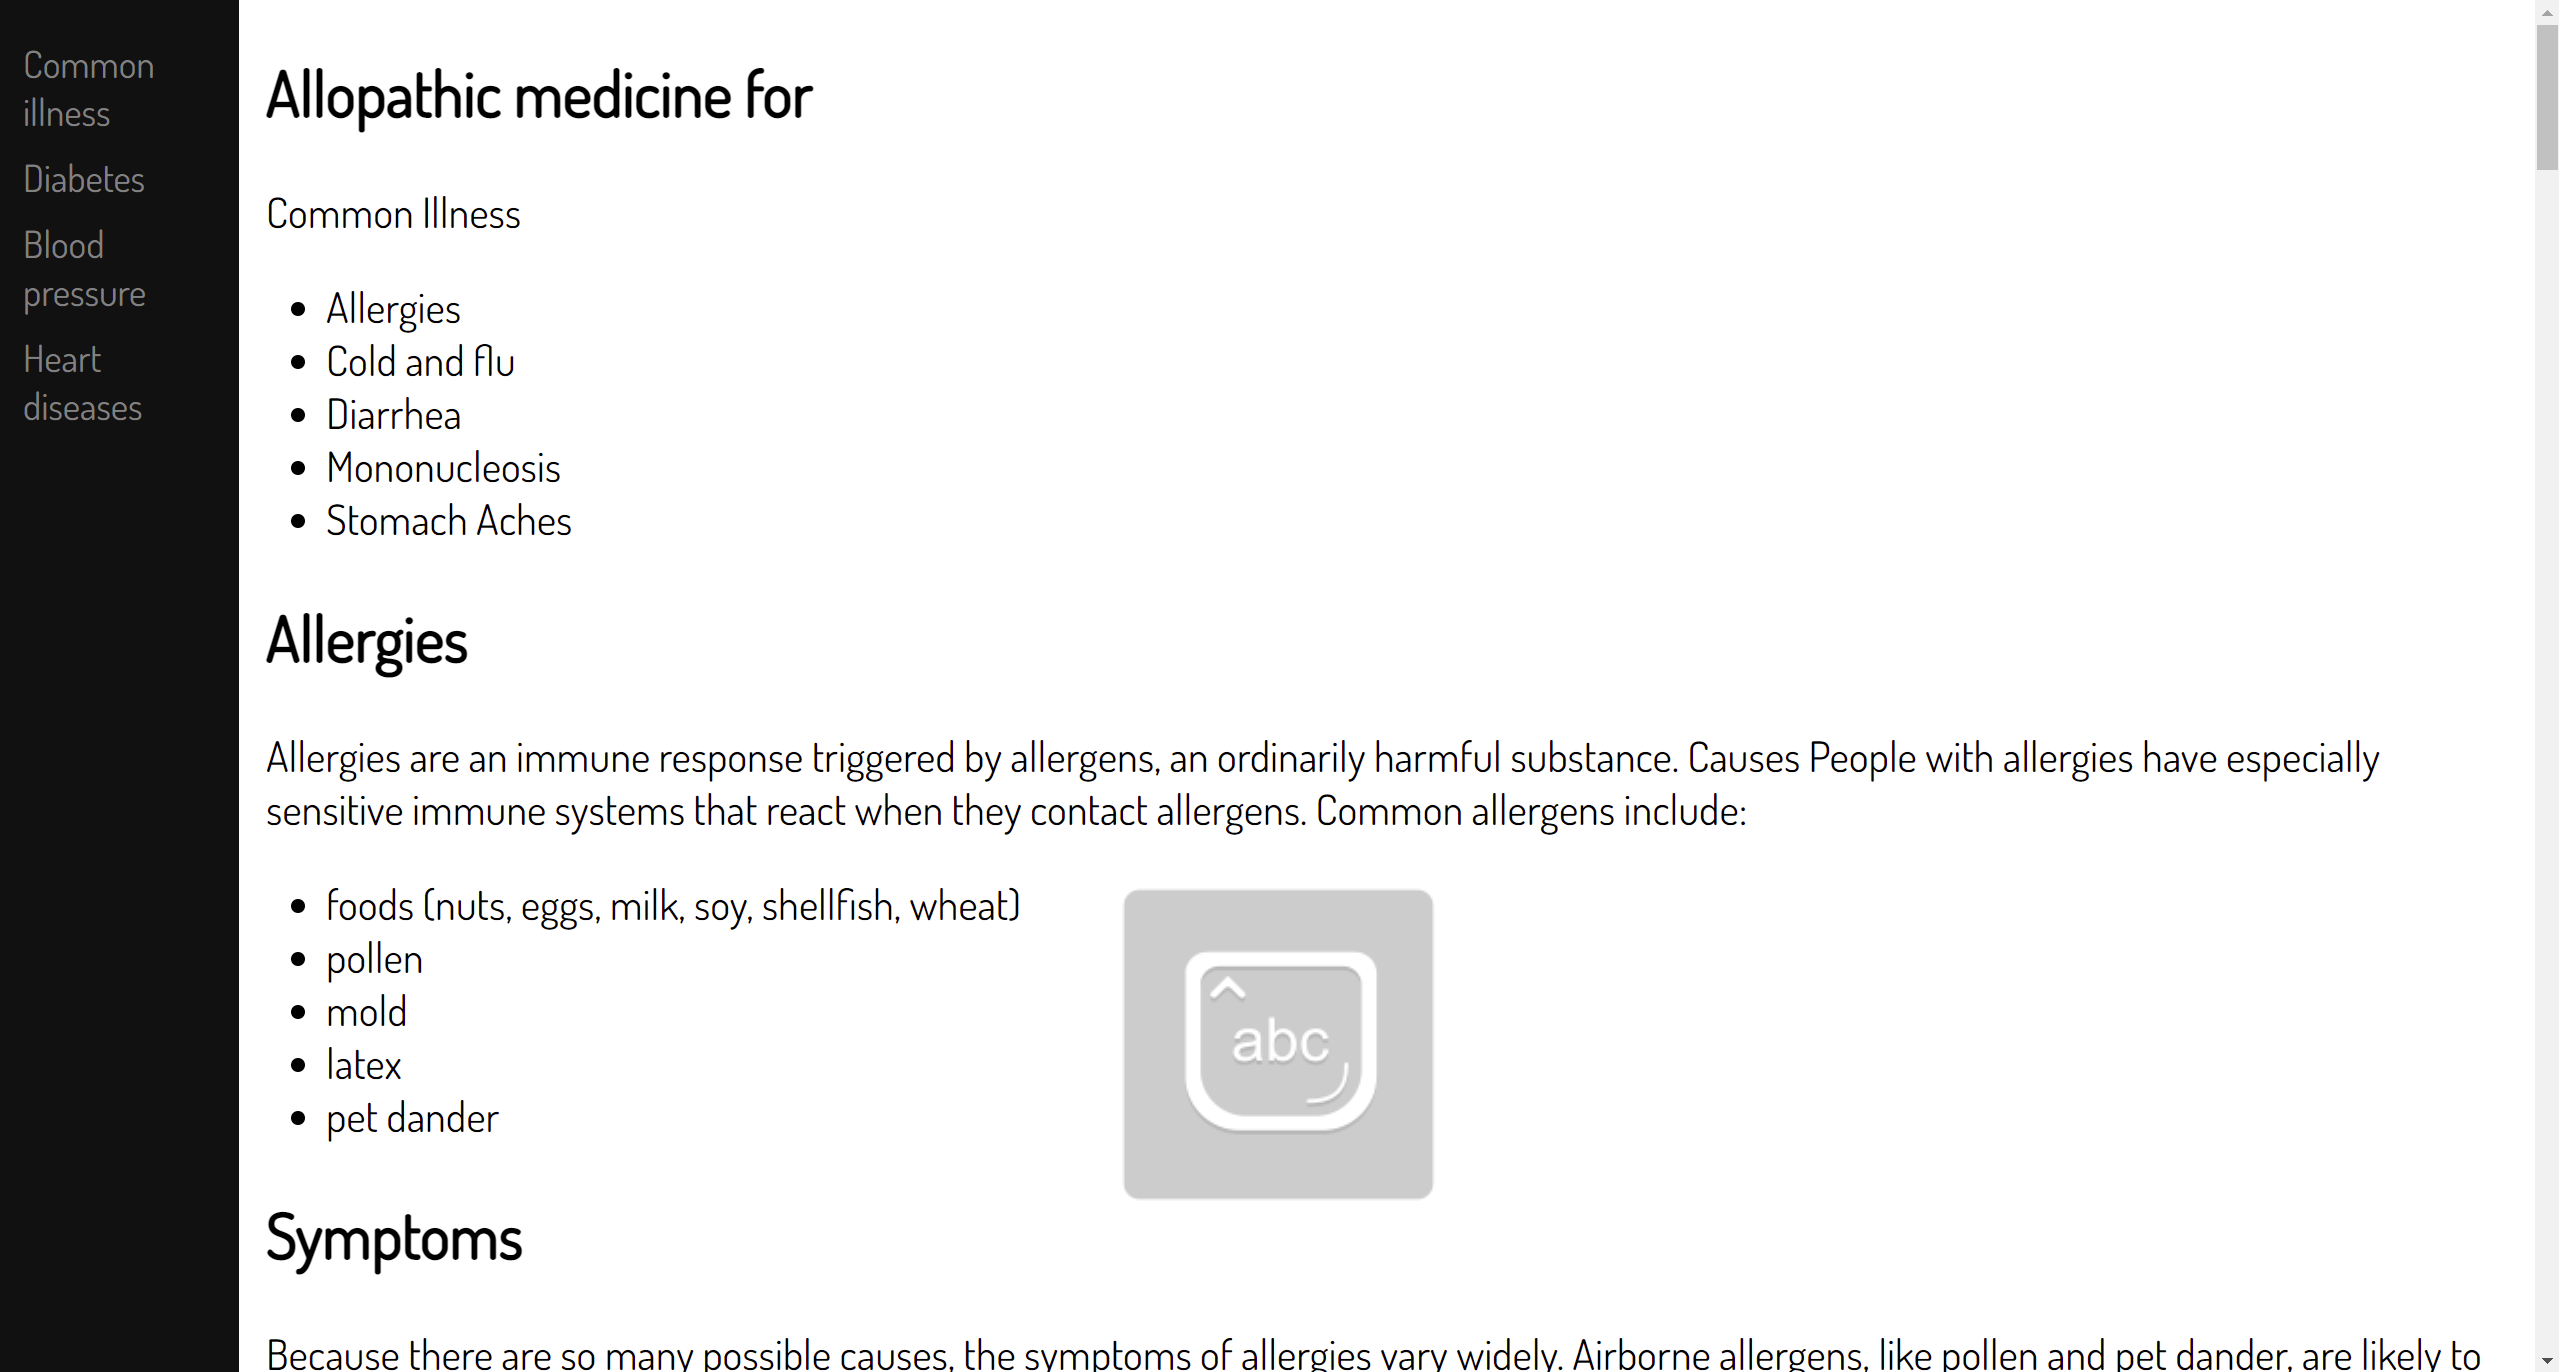 Common
illness
Diabetes
Blood
pressure
Heart
diseases
Allopathic medicine for
Common Illness
Allergies
Cold and flu
Diarrhea
Mononucleosis
Stomach Aches
Allergies
Allergies are an immune response triggered by allergens, an ordinarily harmful substance. Causes People with allergies have especially
sensitive immune systems that react when they contact allergens. Common allergens include:
foods (nuts, eggs, milk, soy, shellfish, wheat)
pollen
mold
latex
pet dander
abc
Symptoms
Because there are so many possible causes, the symptoms of allergies vary widely. Airborne allergens, like pollen and pet dander, are likely to